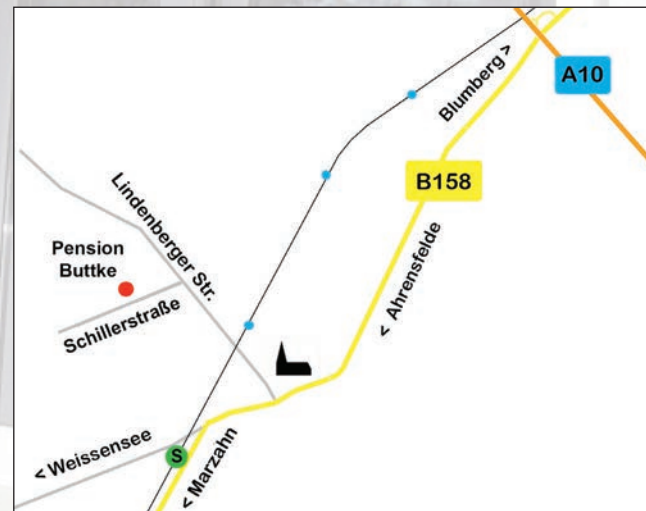 Blumberg >
A10
B158
Lindenberger Str.
Pension
Buttke
Schillerstraße
< Ahrensfelde
< Weissensee
S
< Marzahn